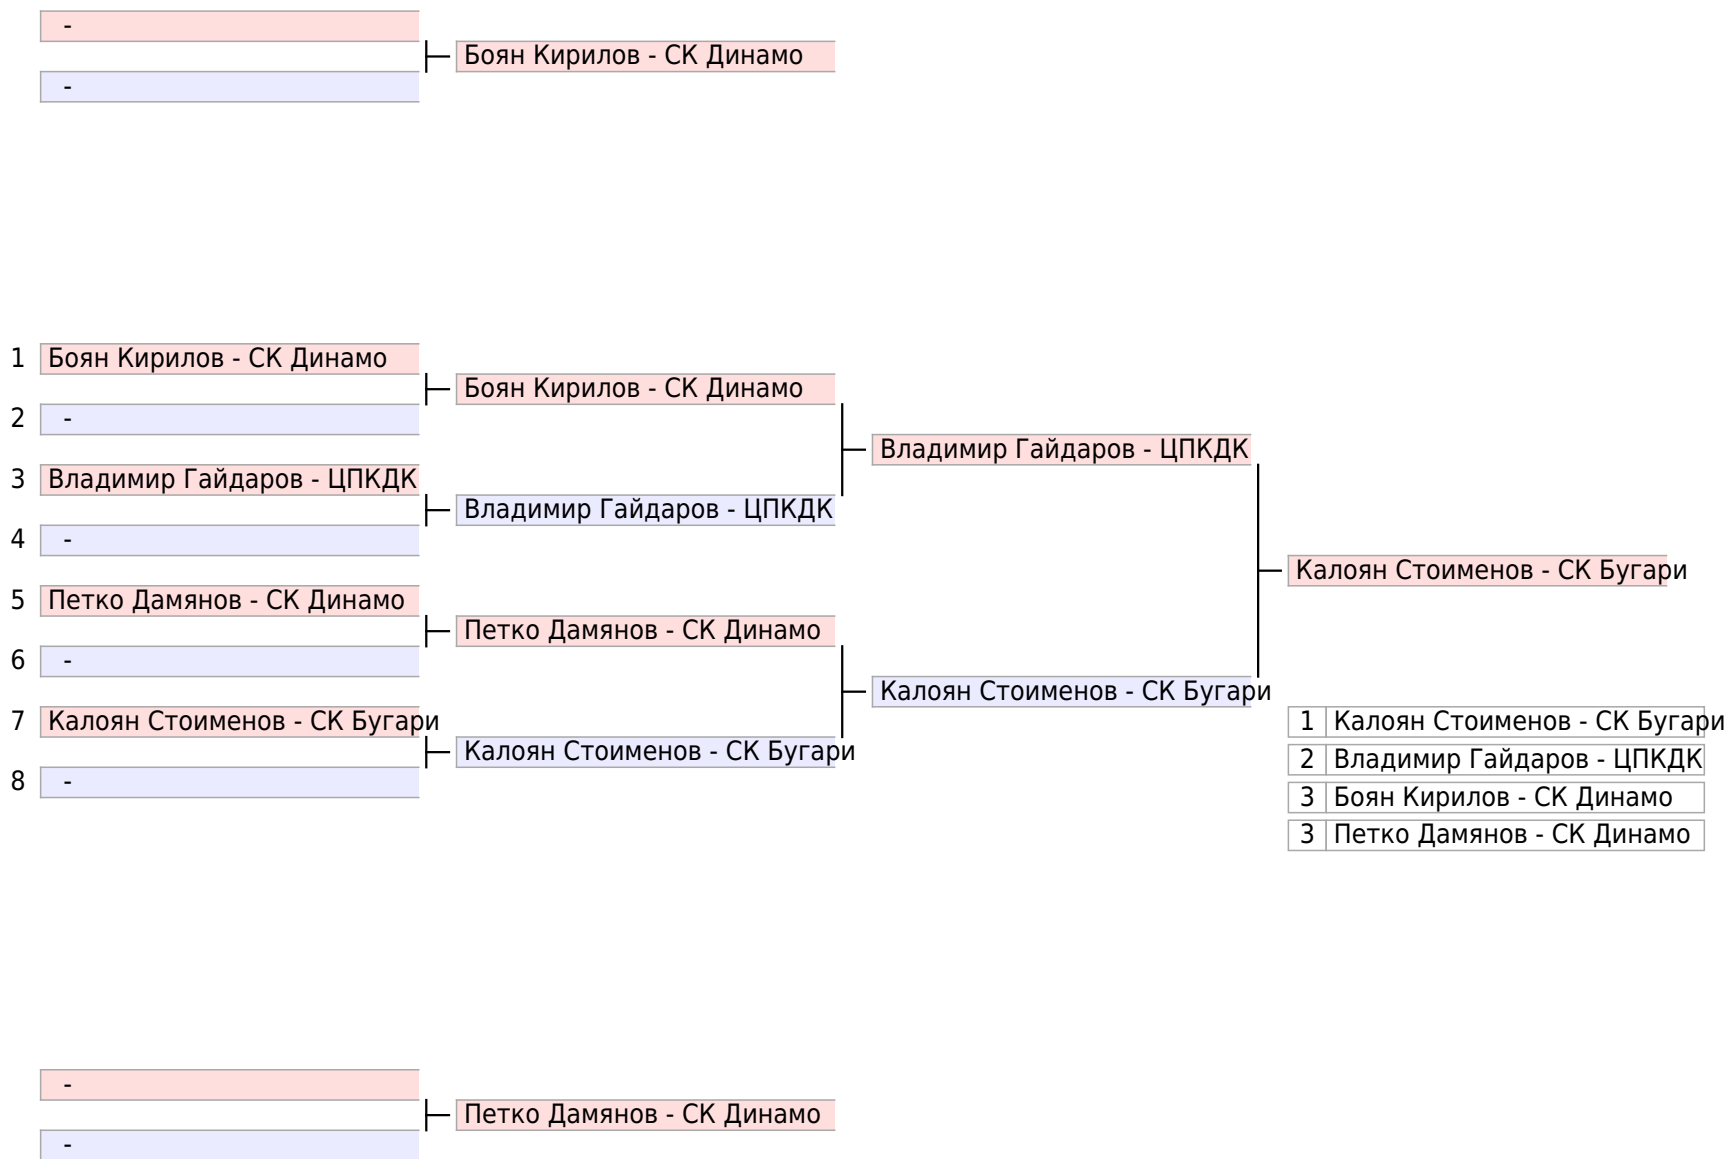 -
Боян Кирилов - СК Динамо
-
1 Боян Кирилов - СК Динамо
Боян Кирилов - СК Динамо
2 -
Владимир Гайдаров - ЦПКДК
3 Владимир Гайдаров - ЦПКДК
Владимир Гайдаров - ЦПКДК
4 -
Калоян Стоименов - СК Бугари
5 Петко Дамянов - СК Динамо
Петко Дамянов - СК Динамо
6 -
Калоян Стоименов - СК Бугари
7 Калоян Стоименов - СК Бугари
Калоян Стоименов - СК Бугари
8 -
1 Калоян Стоименов - СК Бугари
2 Владимир Гайдаров - ЦПКДК
3 Боян Кирилов - СК Динамо
3 Петко Дамянов - СК Динамо
-
Петко Дамянов - СК Динамо
-